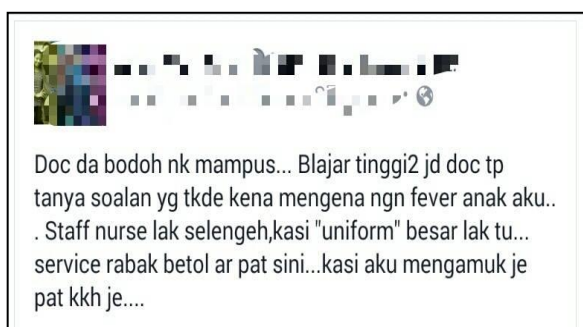 Doc da bodoh nk mampus... Blajar tinggi2 jd doc tp
tanya soalan yg tkde kena mengena ngn fever anak aku..
. Staff nurse lak selengeh,kasi "uniform" besar lak tu...
service rabak betol ar pat sini...kasi aku mengamuk je
pat kkh je....